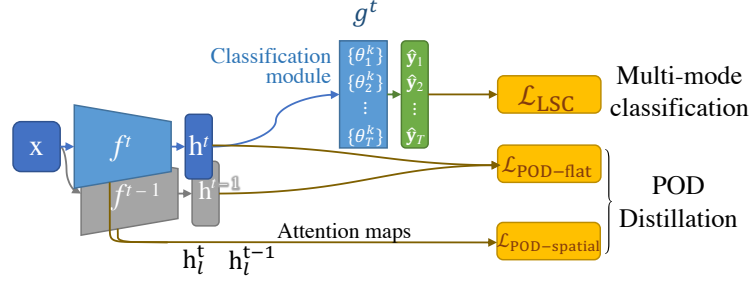 g^t
Classification
module
{θ_1^k}
{θ_2^k}
⋮
{θ_T^k}
ŷ_1
ŷ_2
⋮
ŷ_T
ℒ_LSC
Multi-mode
classification
x
f^t
h^t
f^{t-1}
h^{t-1}
ℒ_POD-flat
POD
Distillation
Attention maps
h_l^t h_l^{t-1}
ℒ_POD-spatial